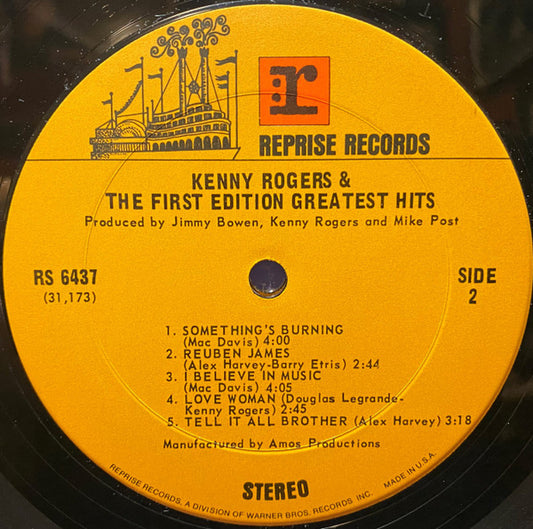 r
REPRISE RECORDS
KENNY ROGERS &
THE FIRST EDITION GREATEST HITS
Produced by Jimmy Bowen, Kenny Rogers and Mike Post
RS 6437
(31,173)
SIDE
2
1. SOMETHING'S BURNING
(Mac Davis) 4:00
2. REUBEN JAMES
(Alex Harvey-Barry Etris) 2:44
3. I BELIEVE IN MUSIC
(Mac Davis) 4:05
4. LOVE WOMAN (Douglas Legrande-
Kenny Rogers) 2:45
5. TELL IT ALL BROTHER (Alex Harvey) 3:18
Manufactured by Amos Productions
STEREO
REPRISE RECORDS, A DIVISION OF WARNER BROS. RECORDS INC. MADE IN U.S.A.